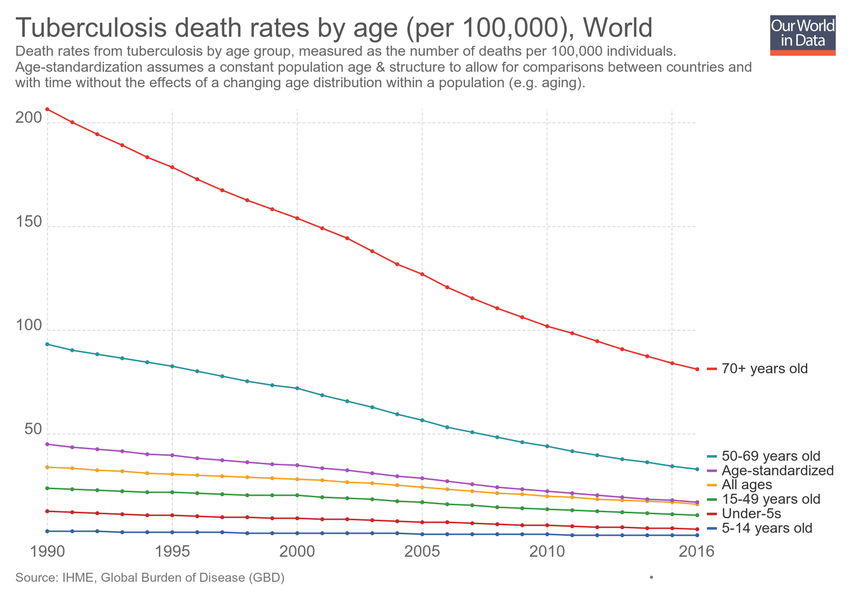 Tuberculosis death rates by age (per 100,000), World
Our World
in Data
Death rates from tuberculosis by age group, measured as the number of deaths per 100,000 individuals.
Age-standardization assumes a constant population age & structure to allow for comparisons between countries and
with time without the effects of a changing age distribution within a population (e.g. aging).
200
150
100
50
70+ years old
50-69 years old
Age-standardized
All ages
15-49 years old
Under-5s
5-14 years old
1990 1995 2000 2005 2010 2016
Source: IHME, Global Burden of Disease (GBD)